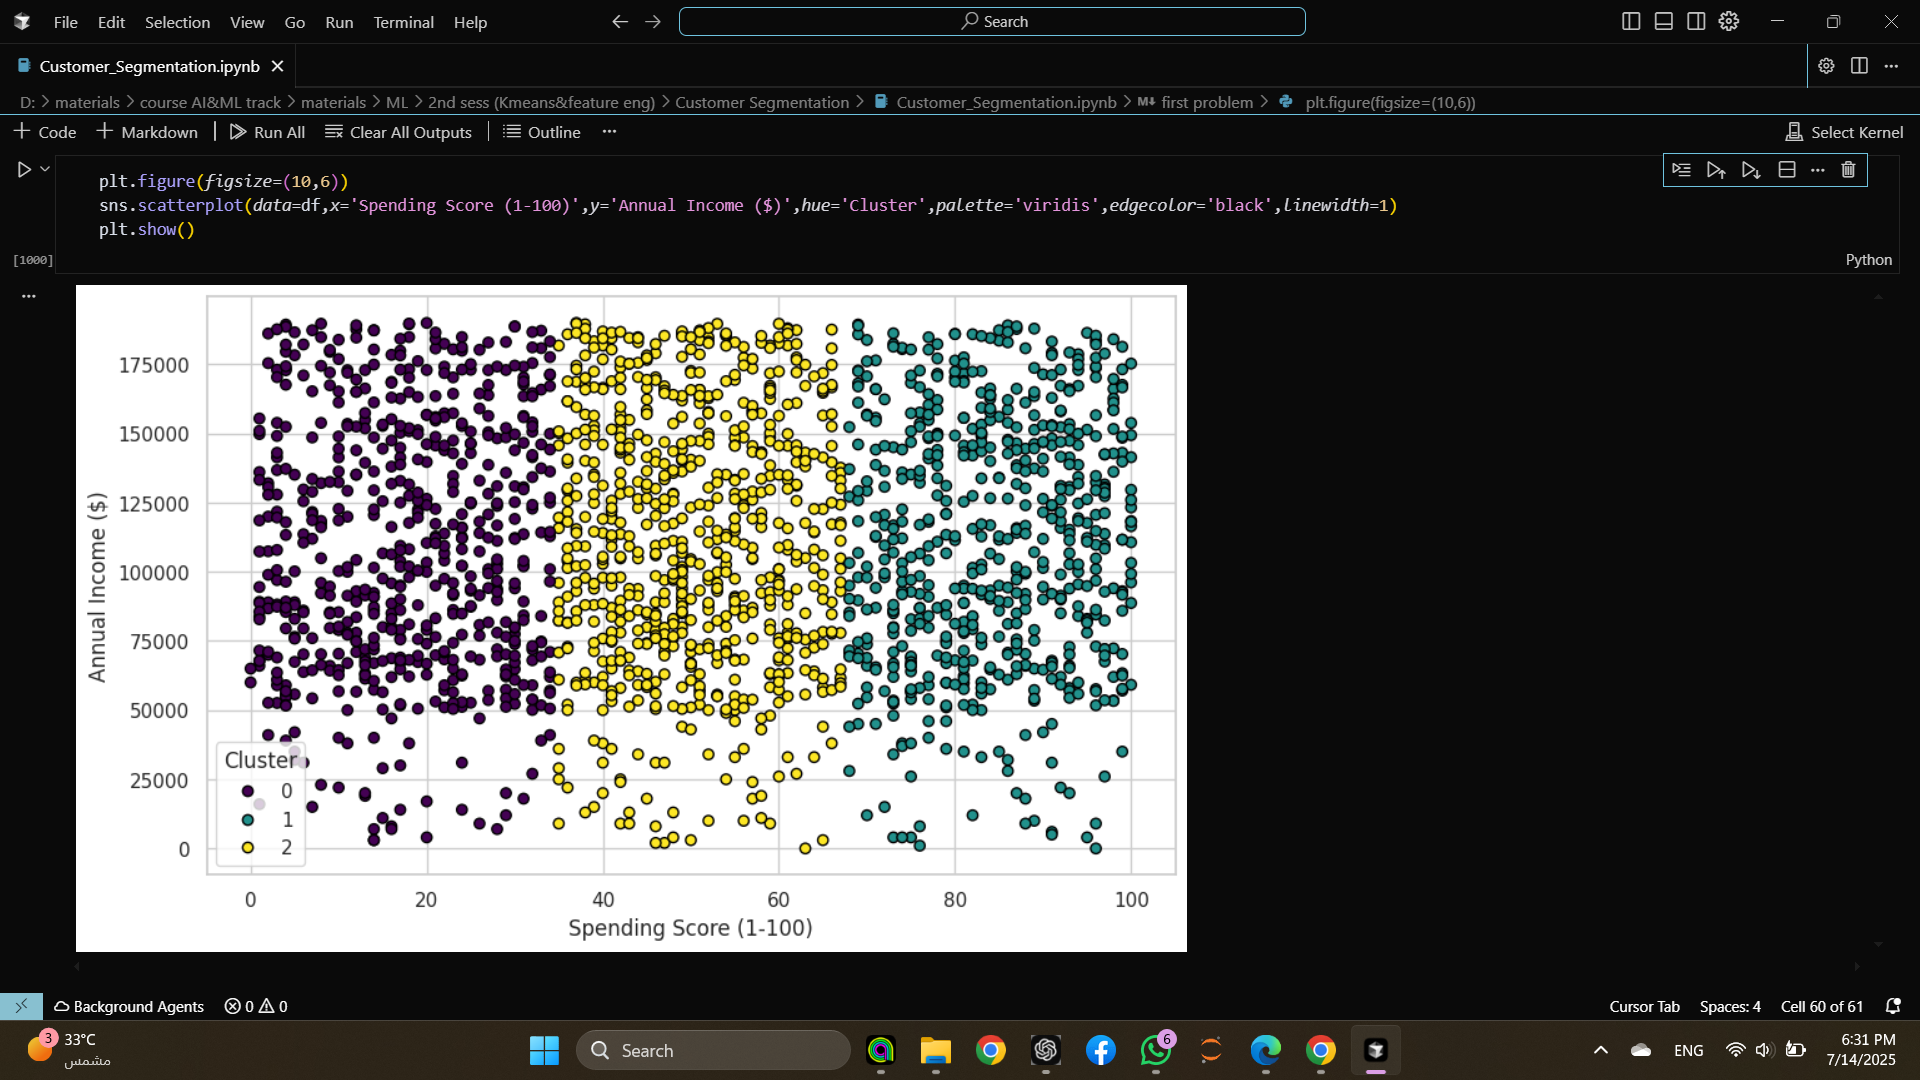 File Edit Selection View Go Run Terminal Help Search
Customer_Segmentation.ipynb
D: > materials > course AI&ML track > materials > ML > 2nd sess (Kmeans&feature eng) > Customer Segmentation > Customer_Segmentation.ipynb > M↓ first problem > plt.figure(figsize=(10,6))
+ Code + Markdown Run All Clear All Outputs Outline ... Select Kernel
plt.figure(figsize=(10,6))
sns.scatterplot(data=df,x='Spending Score (1-100)',y='Annual Income ($)',hue='Cluster',palette='viridis',edgecolor='black',linewidth=1)
plt.show()
[1000] Python
175000
150000
125000
100000
75000
50000
25000
0
Annual Income ($)
Cluster
0
1
2
0 20 40 60 80 100
Spending Score (1-100)
Background Agents 0 0 Cursor Tab Spaces: 4 Cell 60 of 61
3 33°C Search 6 ENG 6:31 PM
مشمس 7/14/2025